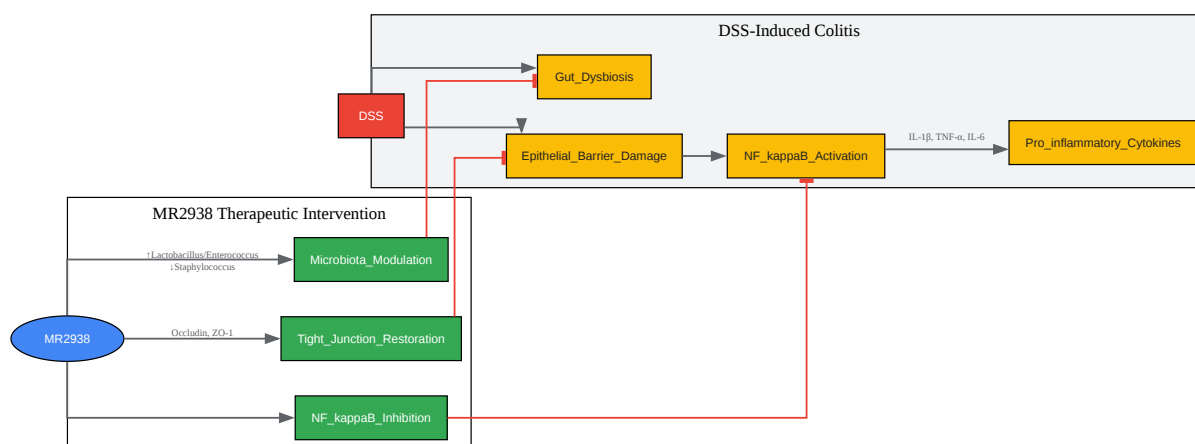 DSS-Induced Colitis
Gut_Dysbiosis
DSS
IL-1β, TNF-α, IL-6
Epithelial_Barrier_Damage
NF_kappaB_Activation
Pro_inflammatory_Cytokines
MR2938 Therapeutic Intervention
↑Lactobacillus/Enterococcus
↓Staphylococcus
Microbiota_Modulation
MR2938
Occludin, ZO-1
Tight_Junction_Restoration
NF_kappaB_Inhibition